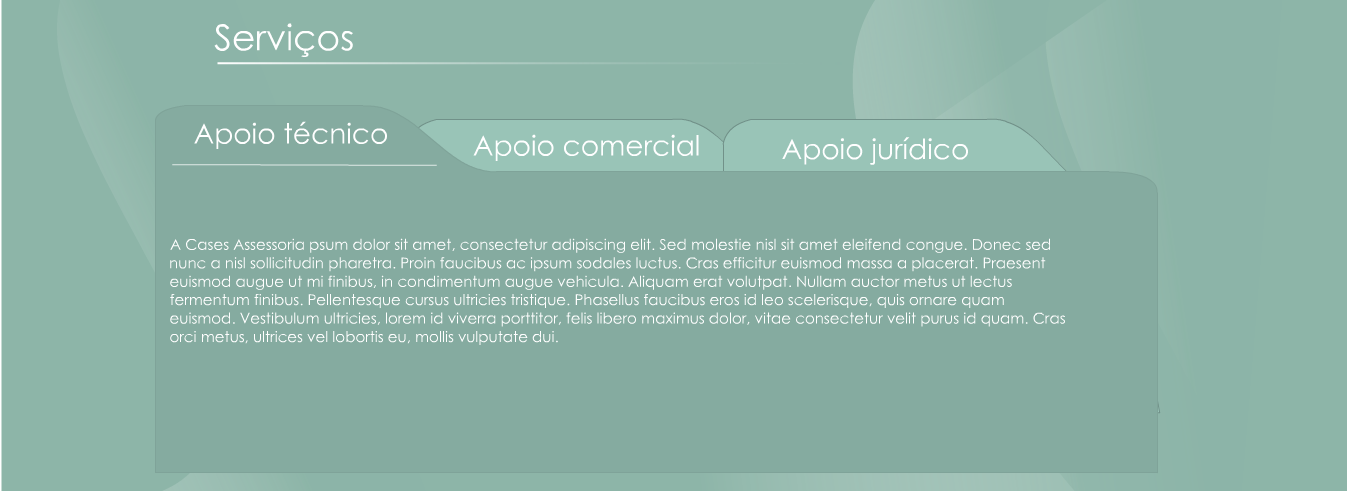 Serviços
Apoio técnico
Apoio comercial
Apoio jurídico
A Cases Assessoria psum dolor sit amet, consectetur adipiscing elit. Sed molestie nisl sit amet eleifend congue. Donec sed
nunc a nisl sollicitudin pharetra. Proin faucibus ac ipsum sodales luctus. Cras efficitur euismod massa a placerat. Praesent
euismod augue ut mi finibus, in condimentum augue vehicula. Aliquam erat volutpat. Nullam auctor metus ut lectus
fermentum finibus. Pellentesque cursus ultricies tristique. Phasellus faucibus eros id leo scelerisque, quis ornare quam
euismod. Vestibulum ultricies, lorem id viverra porttitor, felis libero maximus dolor, vitae consectetur velit purus id quam. Cras
orci metus, ultrices vel lobortis eu, mollis vulputate dui.